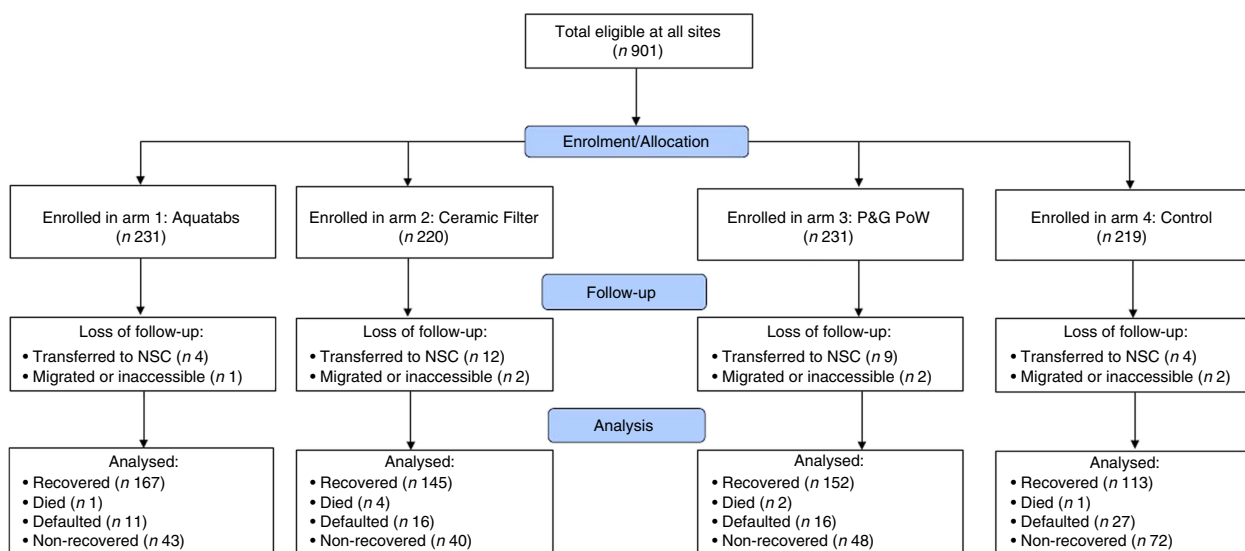 Total eligible at all sites
(n 901)
Enrolment/Allocation
Enrolled in arm 1: Aquatabs
(n 231)
Enrolled in arm 2: Ceramic Filter
(n 220)
Enrolled in arm 3: P&G PoW
(n 231)
Enrolled in arm 4: Control
(n 219)
Follow-up
Loss of follow-up:
• Transferred to NSC (n 4)
• Migrated or inaccessible (n 1)
Loss of follow-up:
• Transferred to NSC (n 12)
• Migrated or inaccessible (n 2)
Loss of follow-up:
• Transferred to NSC (n 9)
• Migrated or inaccessible (n 2)
Loss of follow-up:
• Transferred to NSC (n 4)
• Migrated or inaccessible (n 2)
Analysis
Analysed:
• Recovered (n 167)
• Died (n 1)
• Defaulted (n 11)
• Non-recovered (n 43)
Analysed:
• Recovered (n 145)
• Died (n 4)
• Defaulted (n 16)
• Non-recovered (n 40)
Analysed:
• Recovered (n 152)
• Died (n 2)
• Defaulted (n 16)
• Non-recovered (n 48)
Analysed:
• Recovered (n 113)
• Died (n 1)
• Defaulted (n 27)
• Non-recovered (n 72)